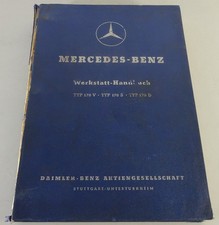 MERCEDES-BENZ
Werkstatt-Handbuch
DAIMLER-BENZ AKTIENGESELLSCHAFT
STUTTGART-UNTERTÜRKHEIM